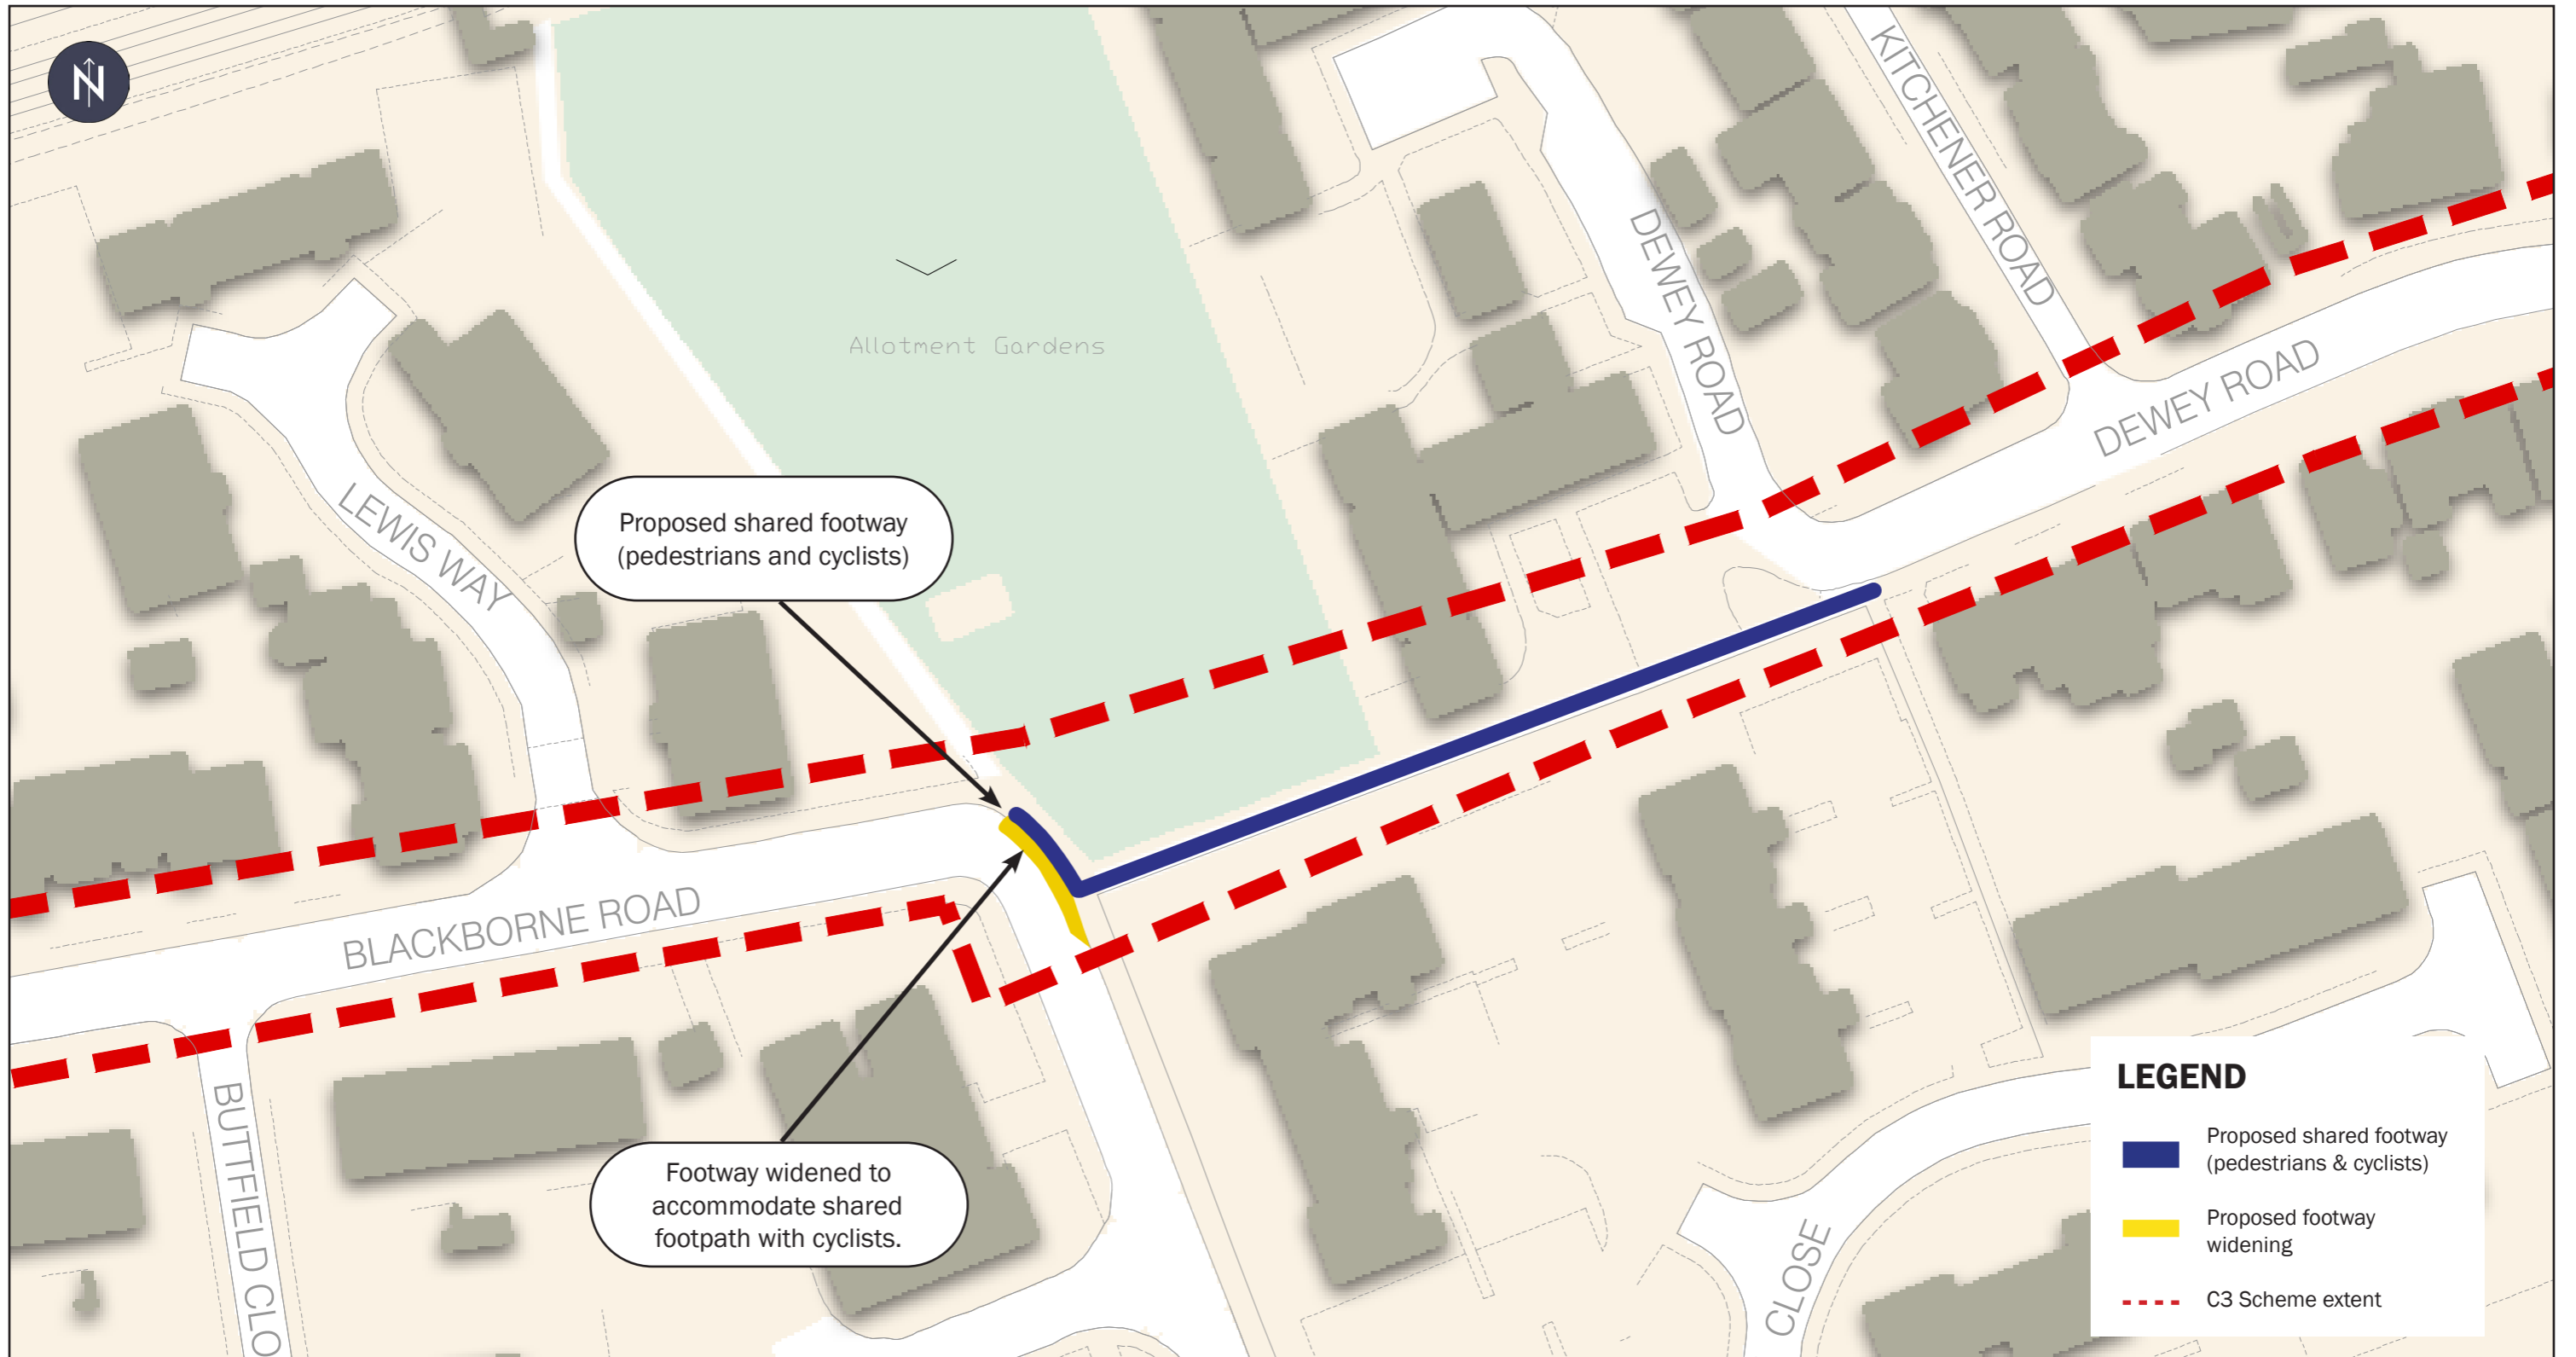 N
KITCHENER ROAD
DEWEY ROAD
Allotment Gardens
DEWEY ROAD
LEWIS WAY
Proposed shared footway
(pedestrians and cyclists)
BLACKBORNE ROAD
BUTTFIELD CLO
Footway widened to
accommodate shared
footpath with cyclists.
CLOSE
LEGEND
Proposed shared footway
(pedestrians & cyclists)
Proposed footway
widening
C3 Scheme extent